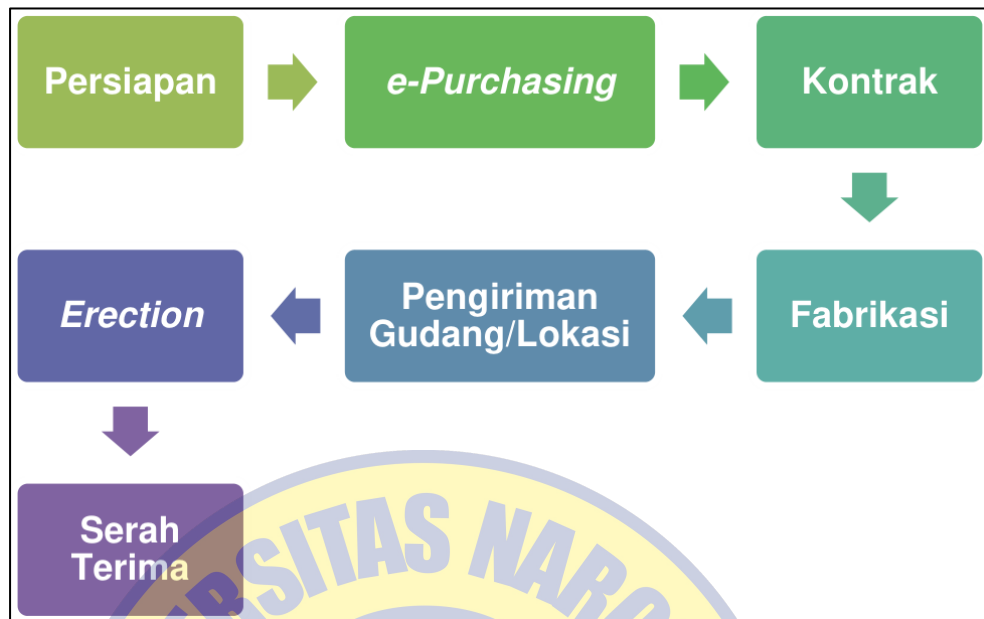 Persiapan
e-Purchasing
Kontrak
Fabrikasi
Pengiriman
Gudang/Lokasi
Erection
Serah
Terima
RSITAS NARO